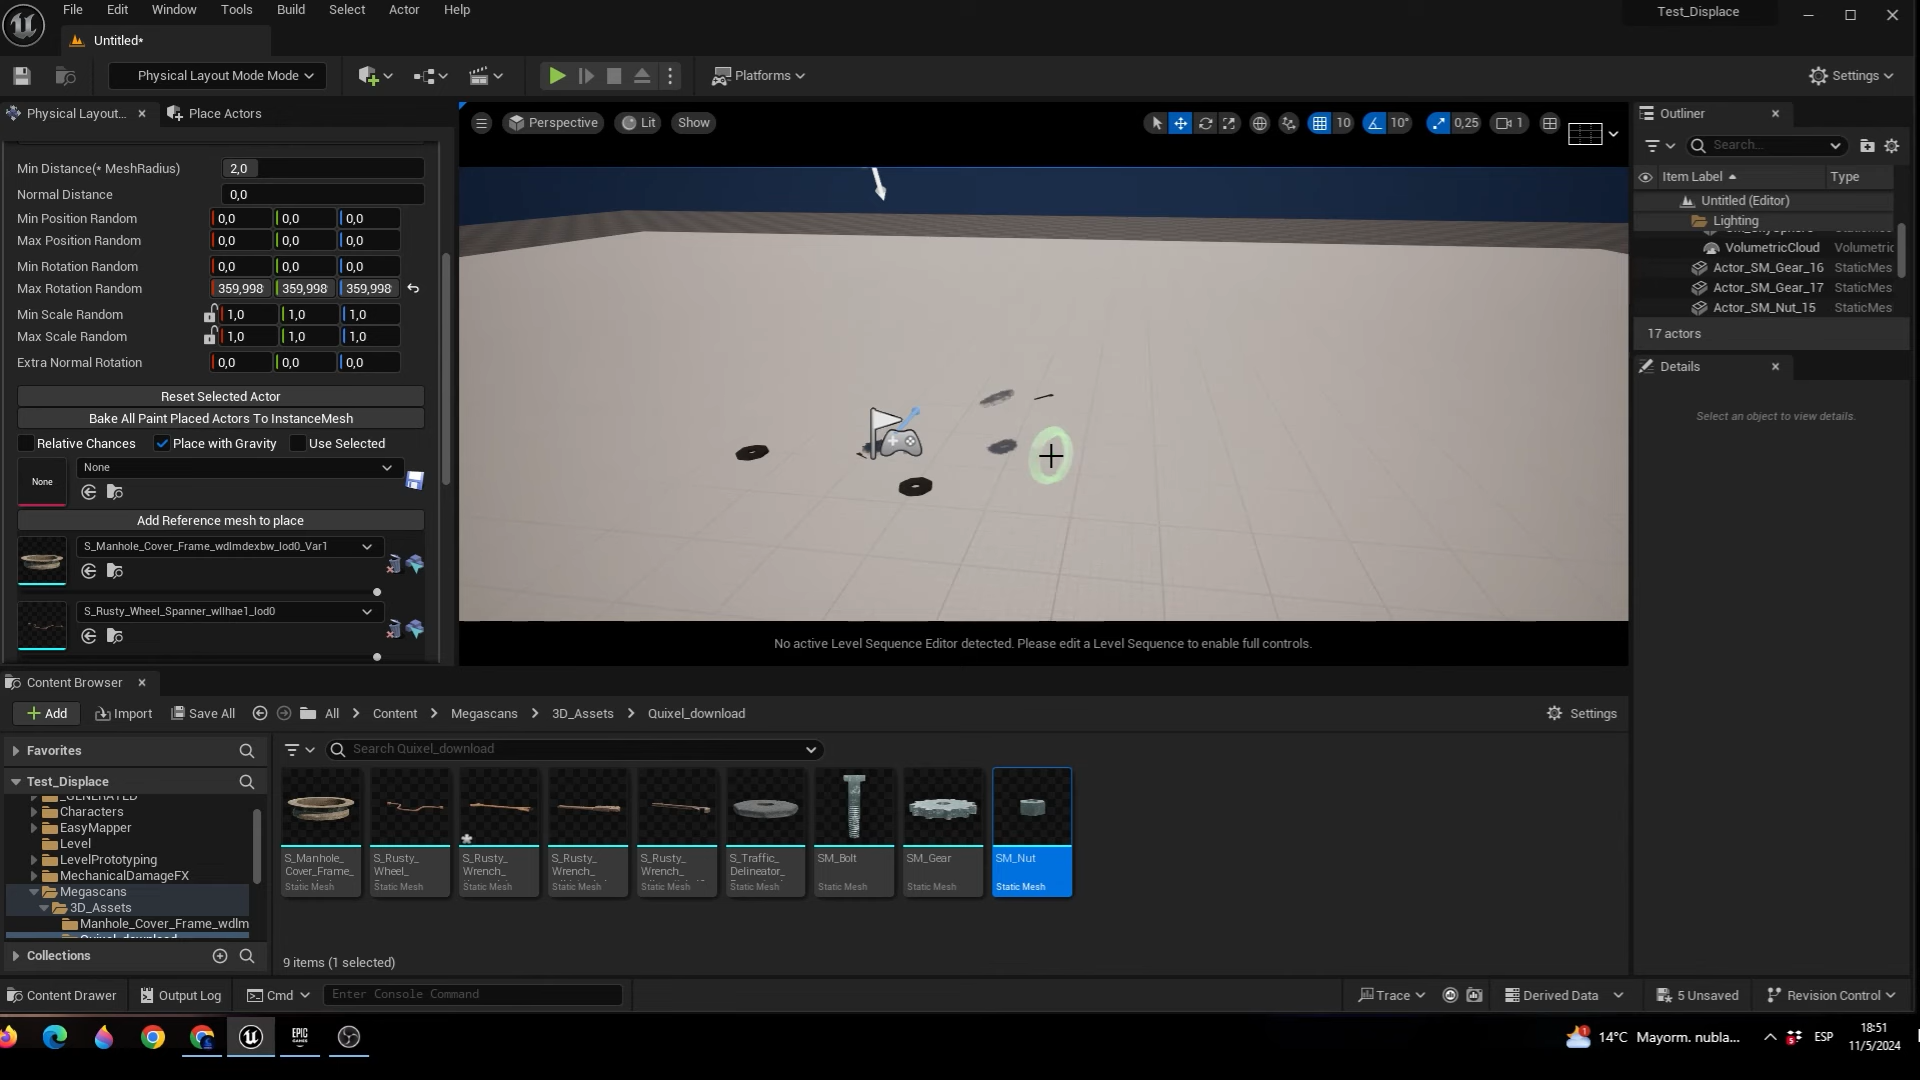 File Edit Window Tools Build Select Actor Help
Test_Displace
Untitled*
Physical Layout Mode Mode
Platforms
Settings
Physical Layout...
Place Actors
Min Distance(* MeshRadius) 2,0
Normal Distance 0,0
Min Position Random 0,0 0,0 0,0
Max Position Random 0,0 0,0 0,0
Min Rotation Random 0,0 0,0 0,0
Max Rotation Random 359,998 359,998 359,998
Min Scale Random 1,0 1,0 1,0
Max Scale Random 1,0 1,0 1,0
Extra Normal Rotation 0,0 0,0 0,0
Reset Selected Actor
Bake All Paint Placed Actors To InstanceMesh
Relative Chances Place with Gravity Use Selected
None
None
Add Reference mesh to place
S_Manhole_Cover_Frame_wdlmdexbw_lod0_Var1
S_Rusty_Wheel_Spanner_wllhae1_lod0
Perspective Lit Show
10 10° 0,25 1
No active Level Sequence Editor detected. Please edit a Level Sequence to enable full controls.
Outliner
Search...
Item Label Type
Untitled (Editor)
Lighting
VolumetricCloud Volumetric
Actor_SM_Gear_16 StaticMes
Actor_SM_Gear_17 StaticMes
Actor_SM_Nut_15 StaticMes
17 actors
Details
Select an object to view details.
Content Browser
Add Import Save All All Content Megascans 3D_Assets Quixel_download
Settings
Favorites
Search Quixel_download
Test_Displace
_GENERATED
Characters
EasyMapper
Level
LevelPrototyping
MechanicalDamageFX
Megascans
3D_Assets
Manhole_Cover_Frame_wdlm
Quixel_download
Collections
S_Manhole_
Cover_Frame_
Static Mesh
S_Rusty_
Wheel_
Static Mesh
S_Rusty_
Wrench_
Static Mesh
S_Rusty_
Wrench_
Static Mesh
S_Rusty_
Wrench_
Static Mesh
S_Traffic_
Delineator_
Static Mesh
SM_Bolt
Static Mesh
SM_Gear
Static Mesh
SM_Nut
Static Mesh
9 items (1 selected)
Content Drawer Output Log Cmd Enter Console Command
Trace Derived Data 5 Unsaved Revision Control
EPIC
GAMES
1
14°C Mayorm. nubla...
ESP
18:51
11/5/2024